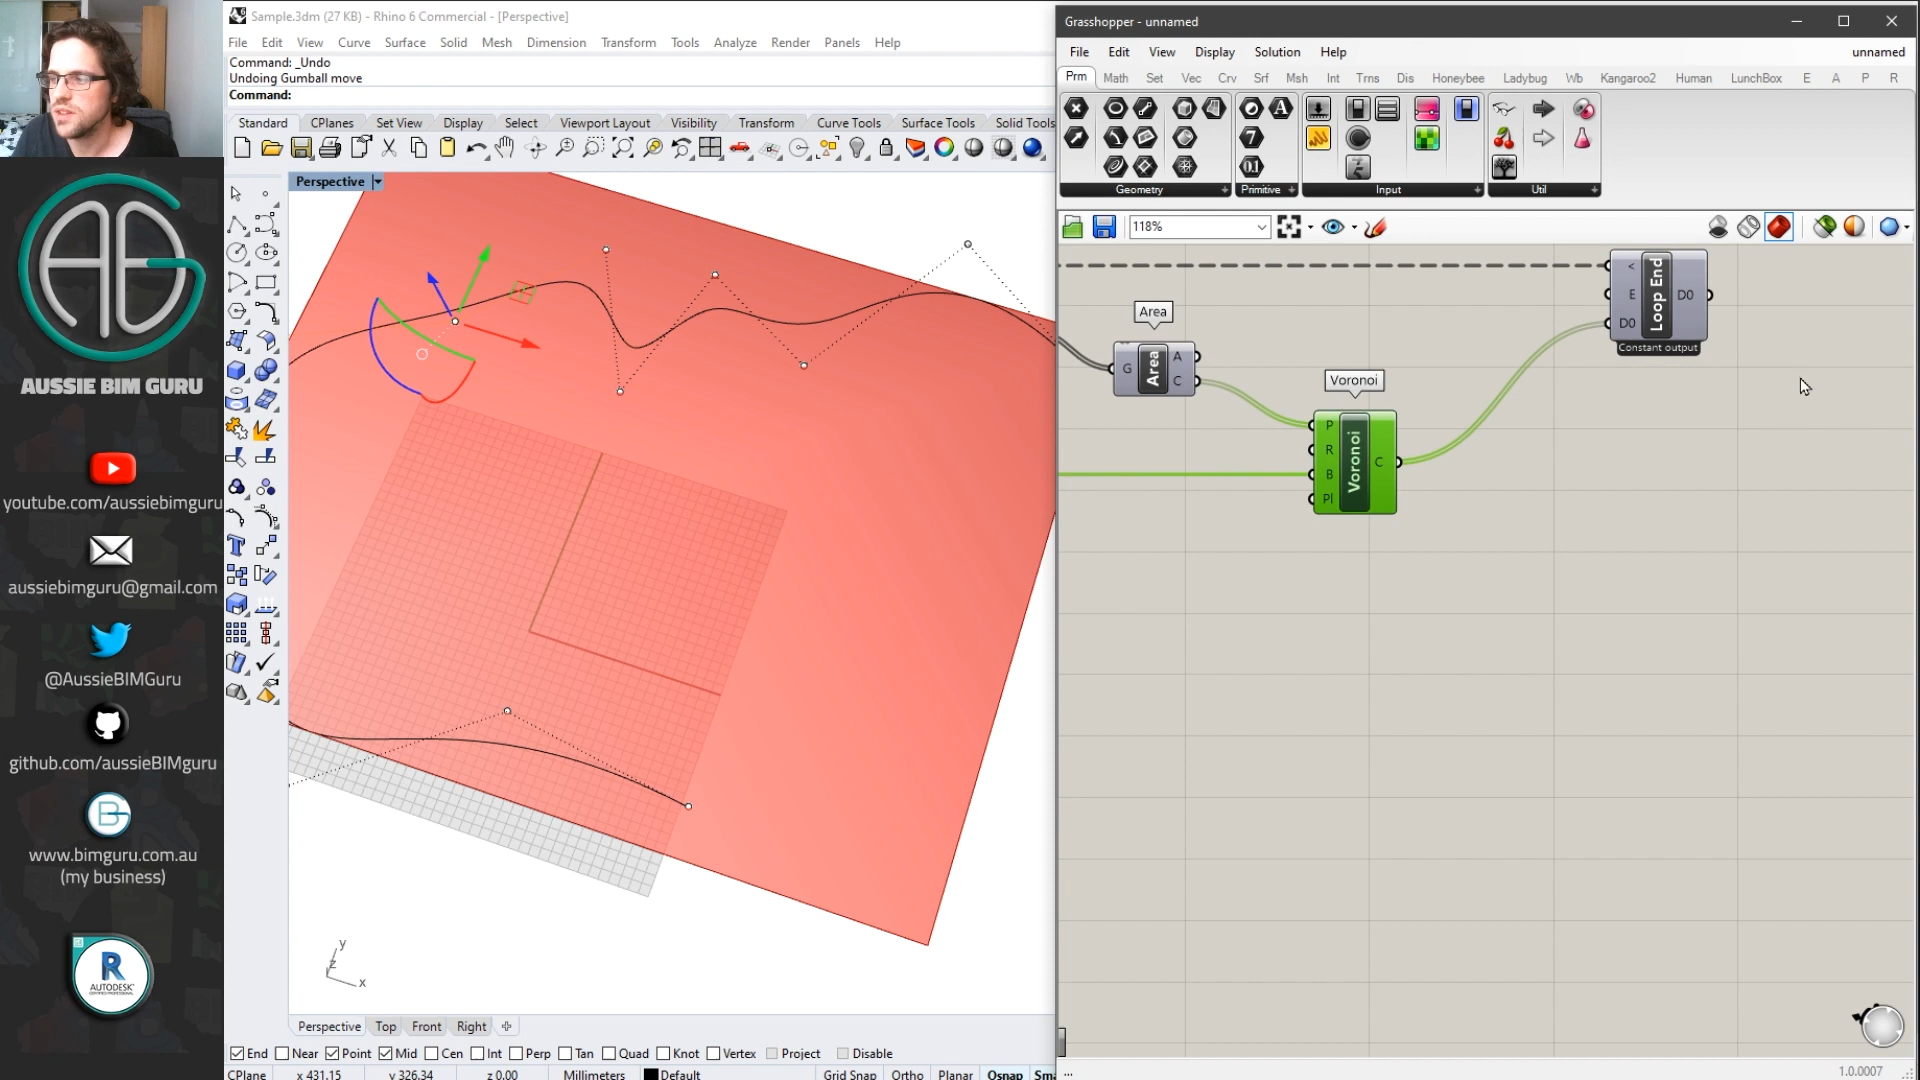 AUSSIE BIM GURU
youtube.com/aussiebimguru
aussiebimguru@gmail.com
@AussieBIMGuru
github.com/aussieBIMguru
www.bimguru.com.au
(my business)
R
AUTODESK
Sample.3dm (27 KB) - Rhino 6 Commercial - [Perspective]
File Edit View Curve Surface Solid Mesh Dimension Transform Tools Analyze Render Panels Help
Command: _Undo
Undoing Gumball move
Command:
Standard CPlanes Set View Display Select Viewport Layout Visibility Transform Curve Tools Surface Tools Solid Tools
Perspective
y
z
x
Perspective Top Front Right
End Near Point Mid Cen Int Perp Tan Quad Knot Vertex Project Disable
CPlane x 431.15 y 326.34 z 0.00 Millimeters Default Grid Snap Ortho Planar Osnap Sma
Grasshopper - unnamed
File Edit View Display Solution Help unnamed
Prm Math Set Vec Crv Srf Msh Int Trns Dis Honeybee Ladybug Wb Kangaroo2 Human LunchBox E A P R
Geometry Primitive Input Util
118%
Area
G Area A C
Voronoi
P R B Pl Voronoi C
< E D0 Loop End D0
Constant output
...
1.0.0007